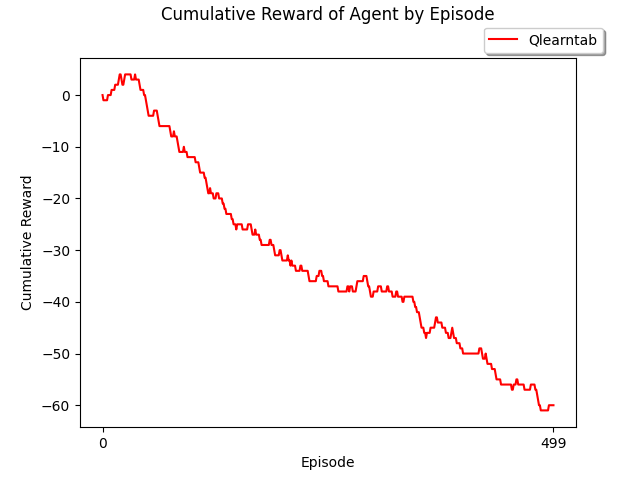 Cumulative Reward of Agent by Episode
Qlearntab
0
−10
−20
−30
−40
−50
−60
Cumulative Reward
0
499
Episode